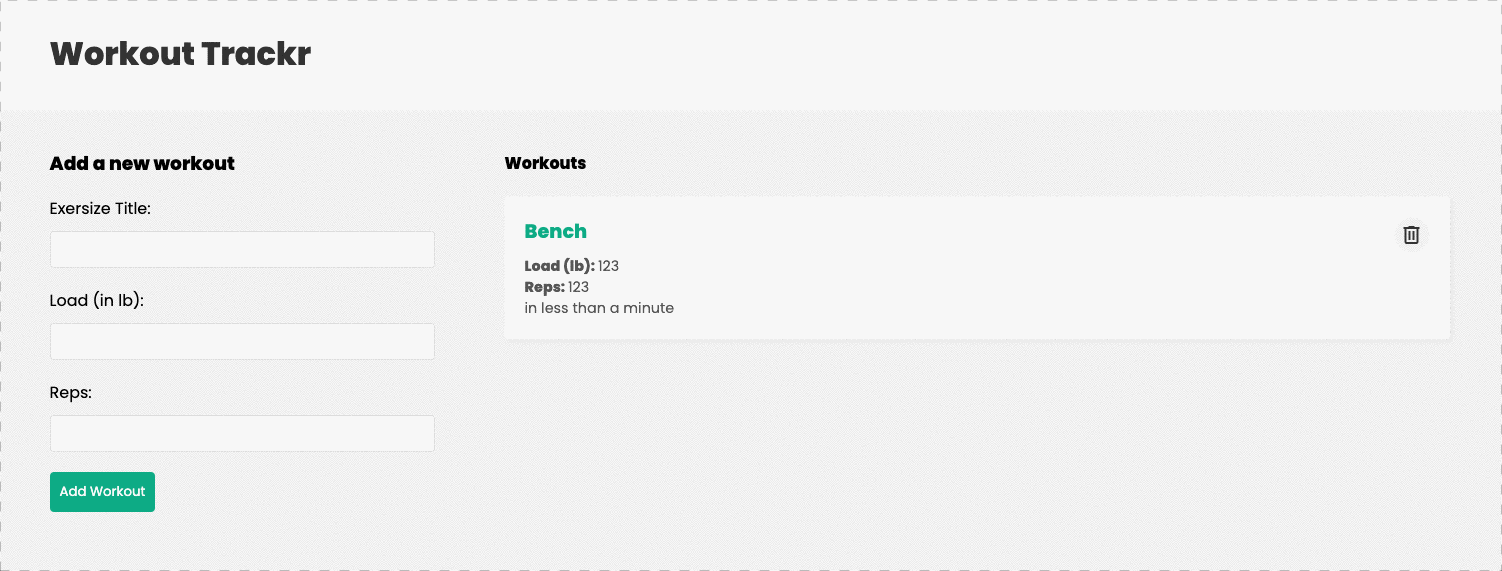 Workout Trackr
Add a new workout
Exersize Title:
Load (in lb):
Reps:
Add Workout
Workouts
Bench
Load (lb): 123
Reps: 123
in less than a minute